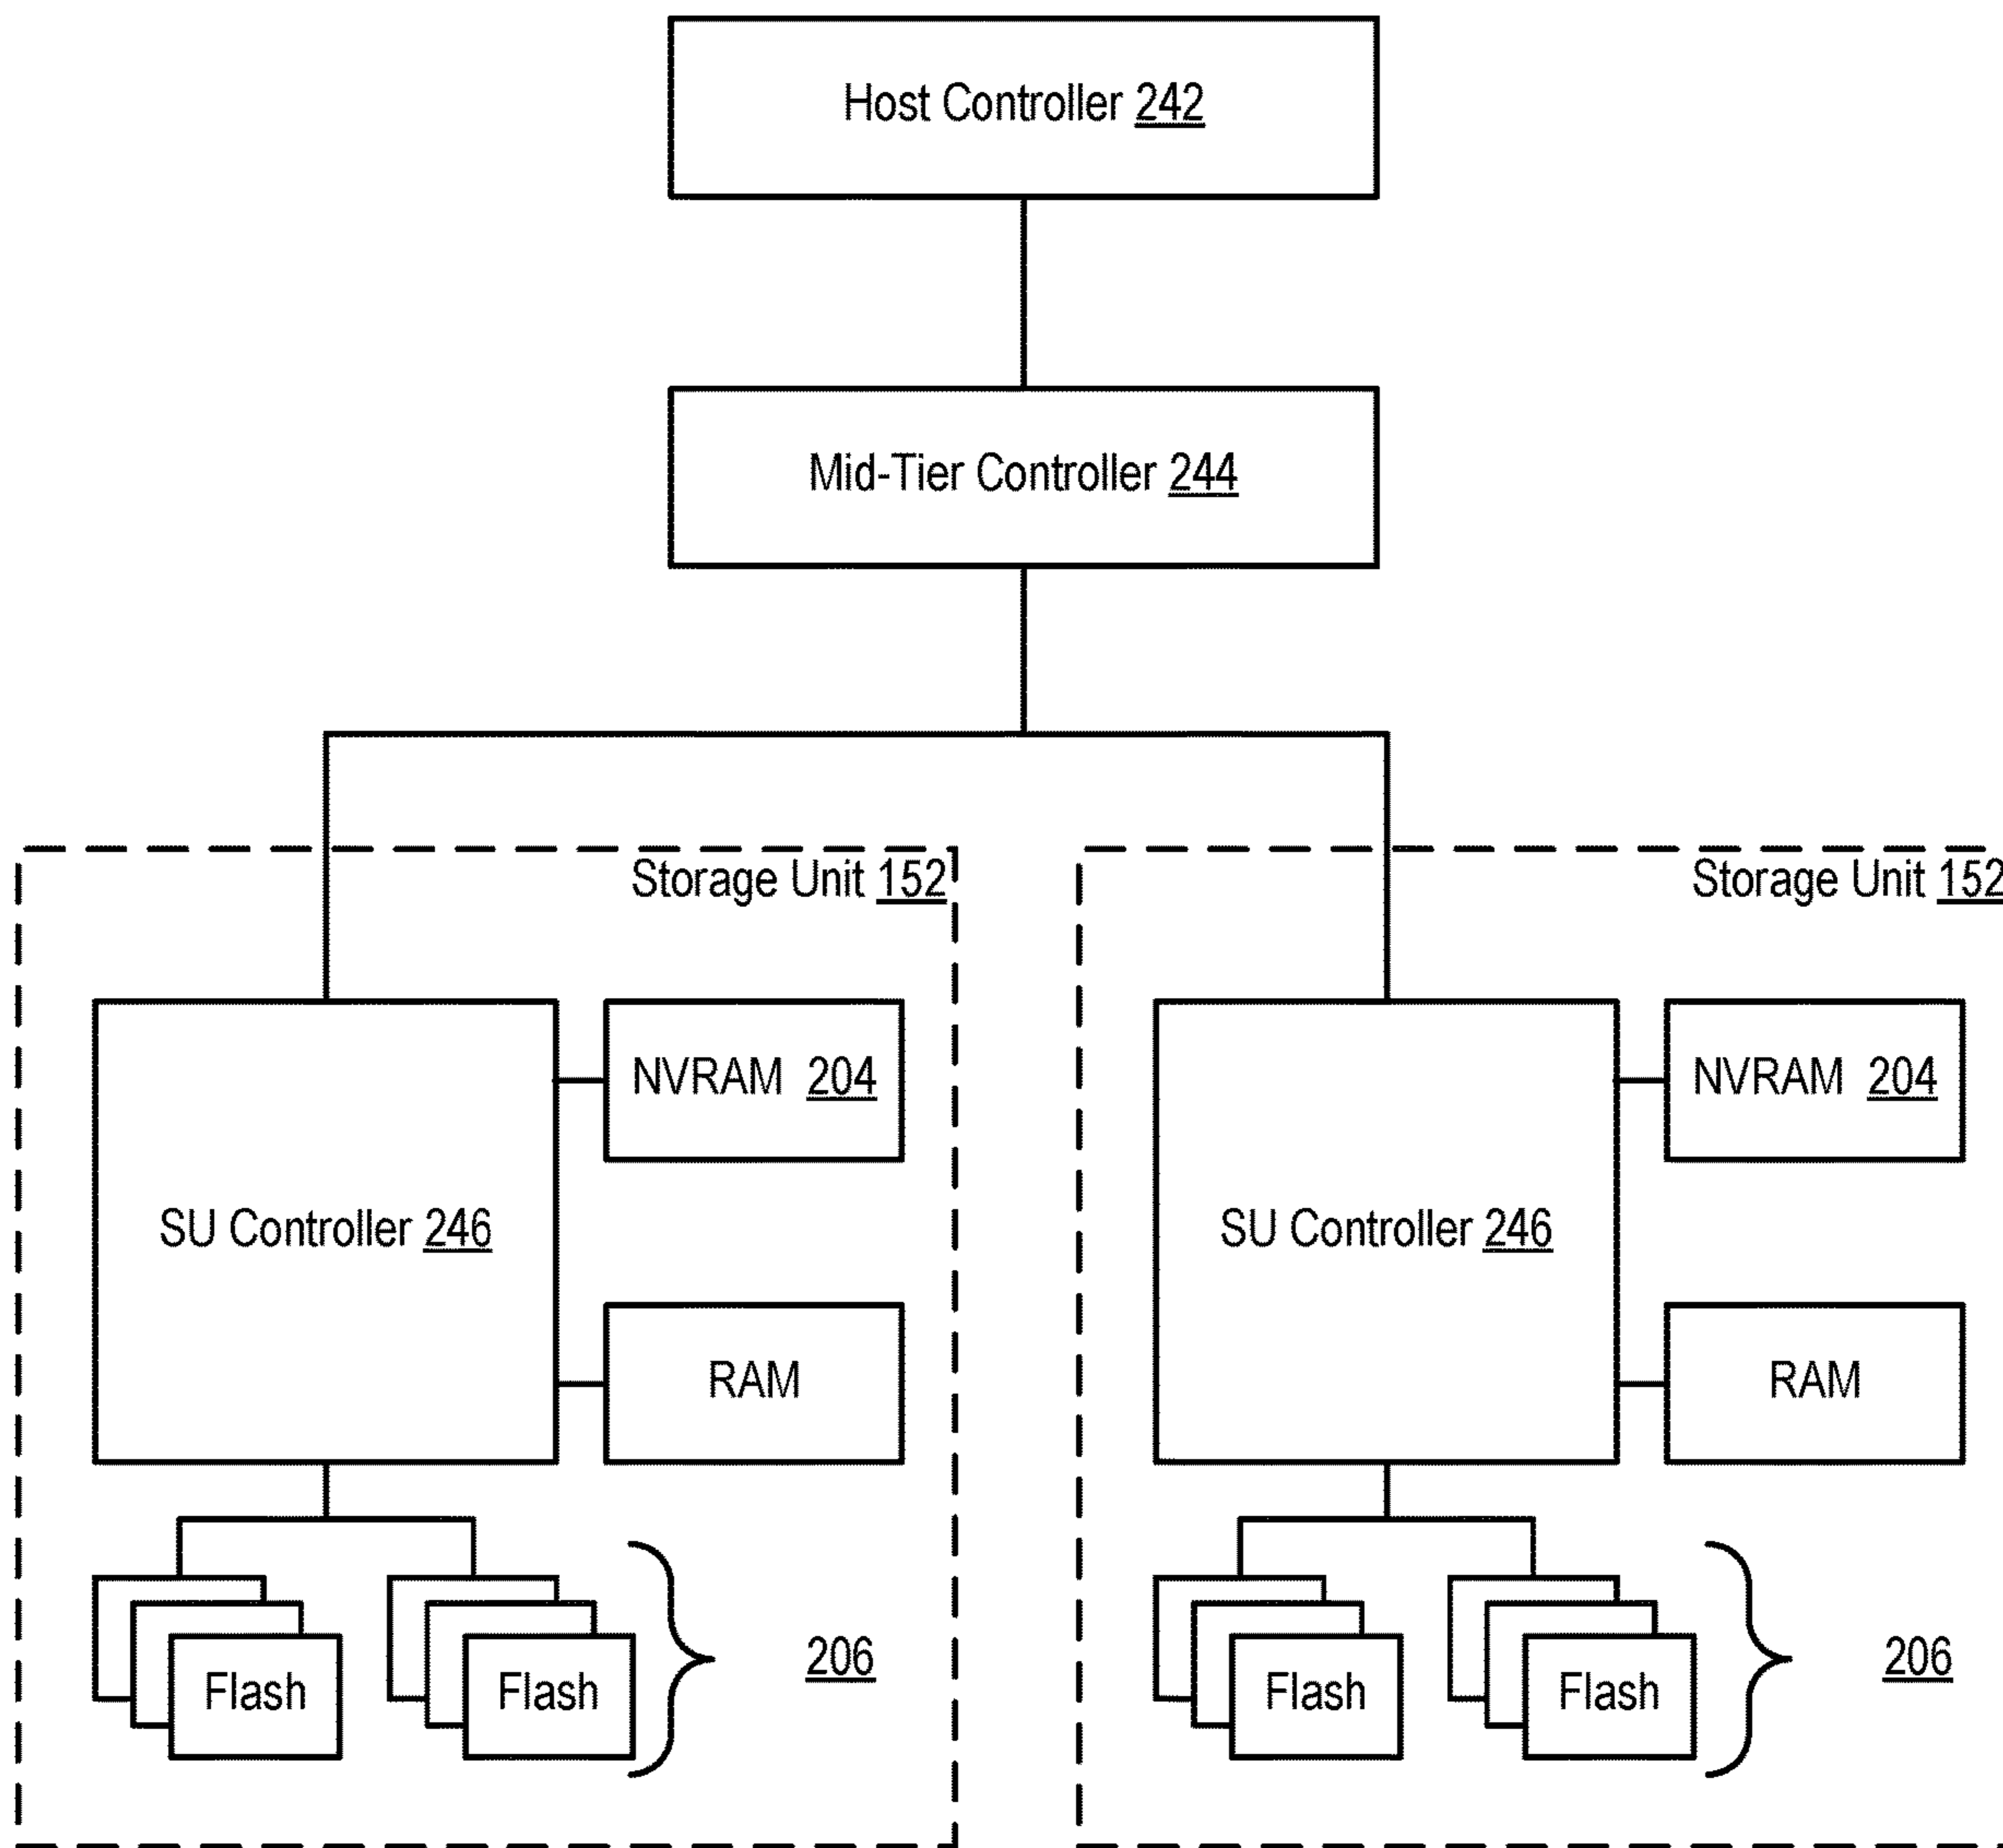 Host Controller 242
Mid-Tier Controller 244
Storage Unit 152
NVRAM 204
SU Controller 246
RAM
Flash
Flash
206
Storage Unit 152
NVRAM 204
SU Controller 246
RAM
Flash
Flash
206